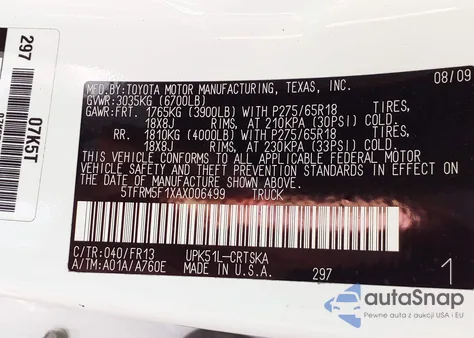 297
07K5T
MFD.BY:TOYOTA MOTOR MANUFACTURING, TEXAS, INC. 08/09
GVWR: 3035KG (6700LB)
GAWR: FRT. 1765KG (3900LB) WITH P275/65R18 TIRES,
18X8J RIMS, AT 210KPA (30PSI) COLD.
RR. 1810KG (4000LB) WITH P275/65R18 TIRES,
18X8J RIMS, AT 230KPA (33PSI) COLD.
THIS VEHICLE CONFORMS TO ALL APPLICABLE FEDERAL MOTOR
VEHICLE SAFETY AND THEFT PREVENTION STANDARDS IN EFFECT ON
THE DATE OF MANUFACTURE SHOWN ABOVE.
5TFRM5F1XAX006499 TRUCK
C/TR: 040/FR13 UPK51L-CRTSKA
A/TM: A01A/A760E 297 1
autoSnap
Pewne auta z USA i EU